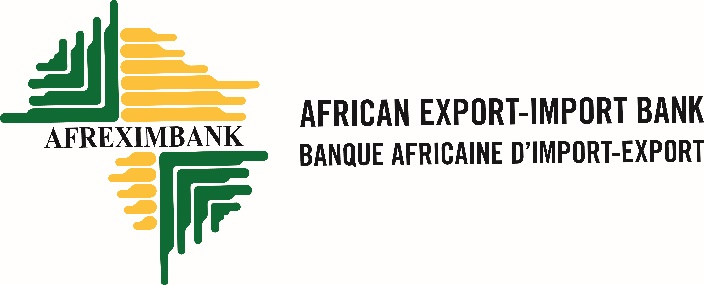 AFREXIMBANK
AFRICAN EXPORT-IMPORT BANK
BANQUE AFRICAINE D'IMPORT-EXPORT